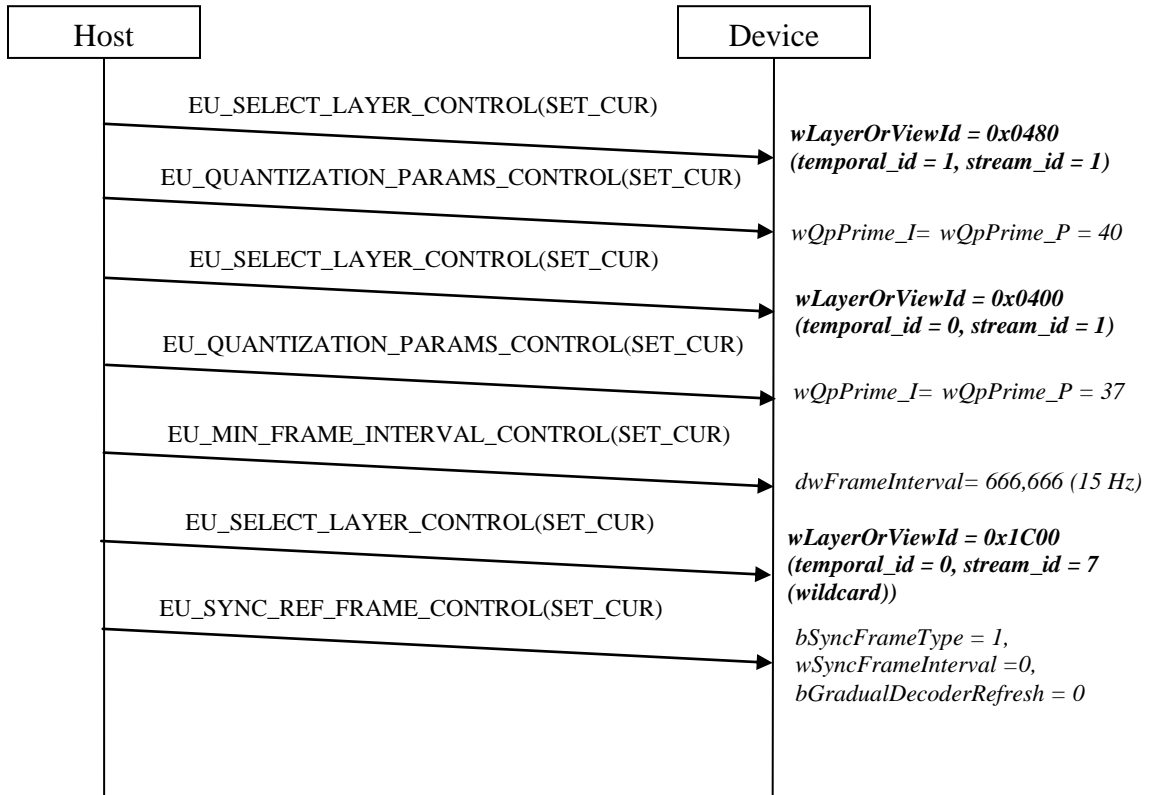 Host
Device
EU_SELECT_LAYER_CONTROL(SET_CUR)
wLayerOrViewId = 0x0480
(temporal_id = 1, stream_id = 1)
EU_QUANTIZATION_PARAMS_CONTROL(SET_CUR)
wQpPrime_I= wQpPrime_P = 40
EU_SELECT_LAYER_CONTROL(SET_CUR)
wLayerOrViewId = 0x0400
(temporal_id = 0, stream_id = 1)
EU_QUANTIZATION_PARAMS_CONTROL(SET_CUR)
wQpPrime_I= wQpPrime_P = 37
EU_MIN_FRAME_INTERVAL_CONTROL(SET_CUR)
dwFrameInterval= 666,666 (15 Hz)
EU_SELECT_LAYER_CONTROL(SET_CUR)
wLayerOrViewId = 0x1C00
(temporal_id = 0, stream_id = 7
(wildcard))
EU_SYNC_REF_FRAME_CONTROL(SET_CUR)
bSyncFrameType = 1,
wSyncFrameInterval =0,
bGradualDecoderRefresh = 0